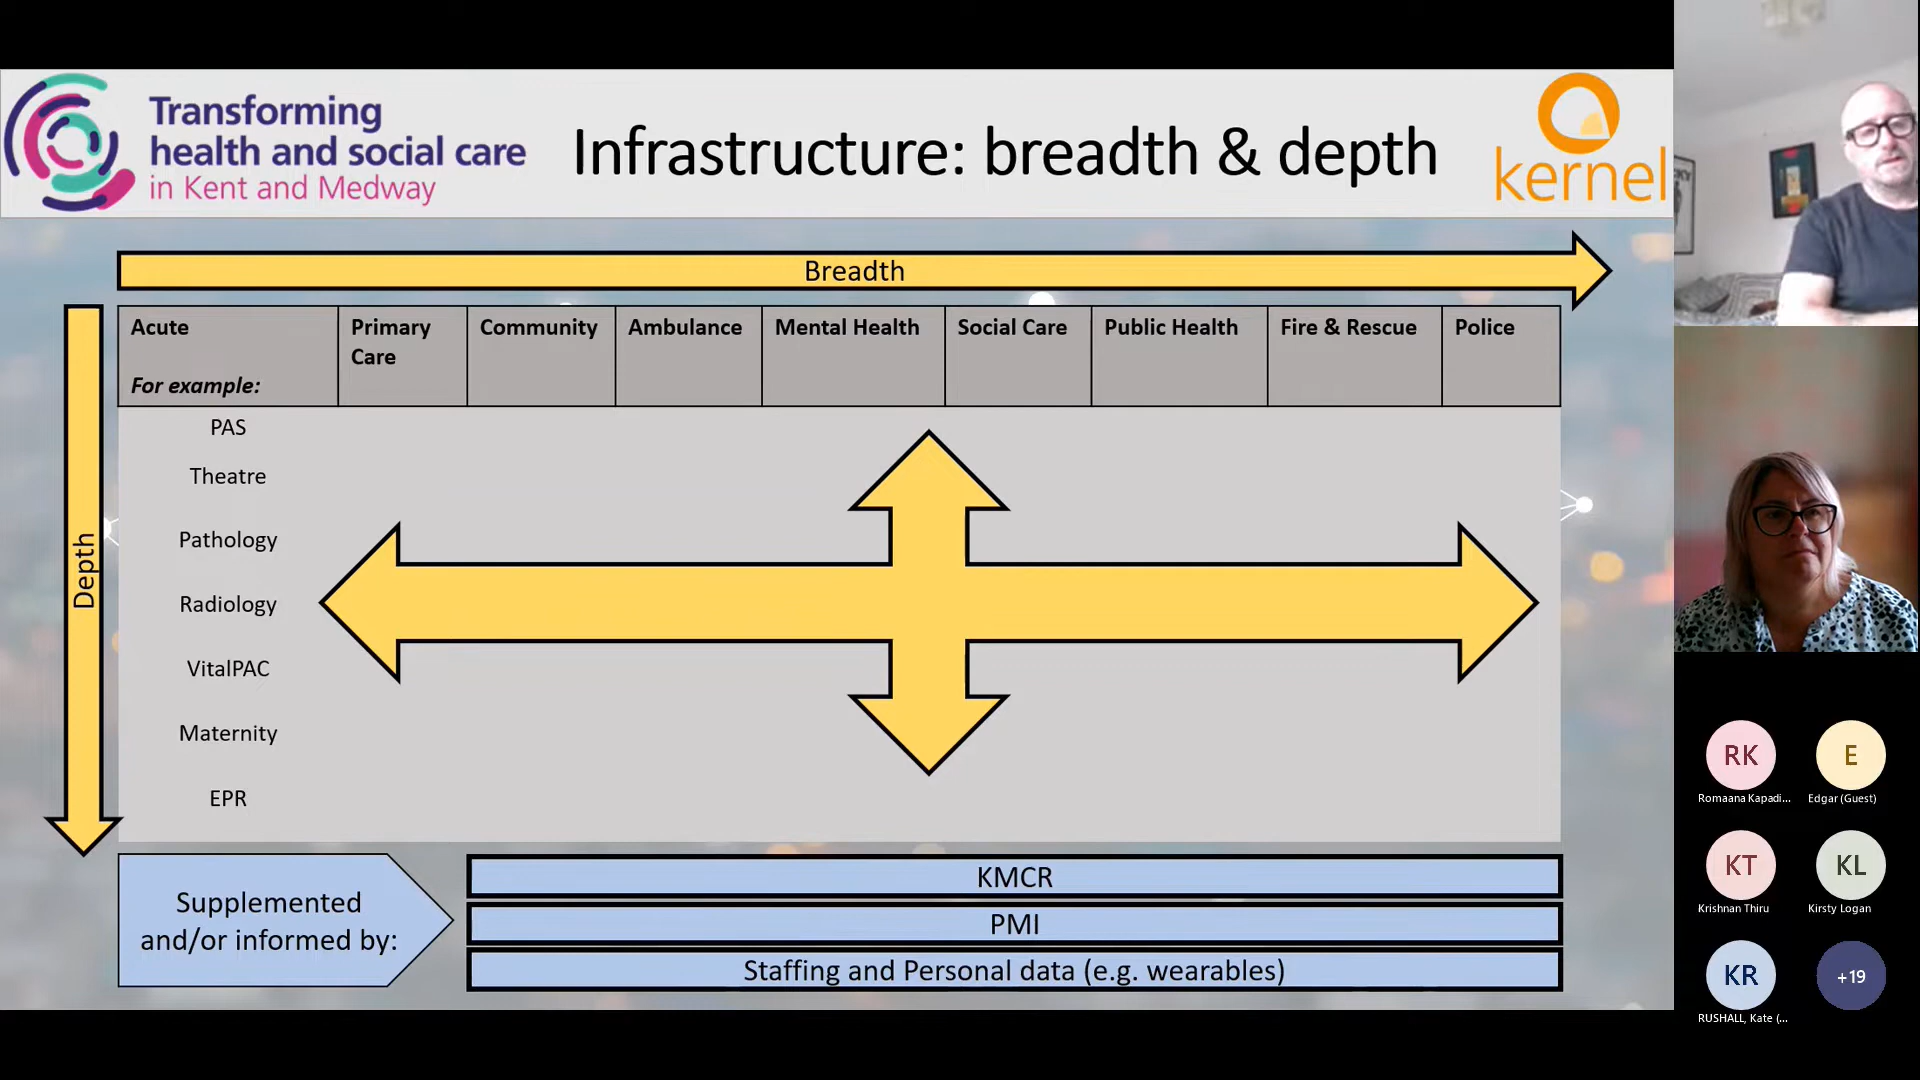 Transforming
health and social care
in Kent and Medway
Infrastructure: breadth & depth
kernel
Breadth
Depth
Acute
For example:
Primary
Care
Community
Ambulance
Mental Health
Social Care
Public Health
Fire & Rescue
Police
PAS
Theatre
Pathology
Radiology
VitalPAC
Maternity
EPR
Supplemented
and/or informed by:
KMCR
PMI
Staffing and Personal data (e.g. wearables)
RK
Romaana Kapadi...
E
Edgar (Guest)
KT
Krishnan Thiru
KL
Kirsty Logan
KR
RUSHALL, Kate (...
+19